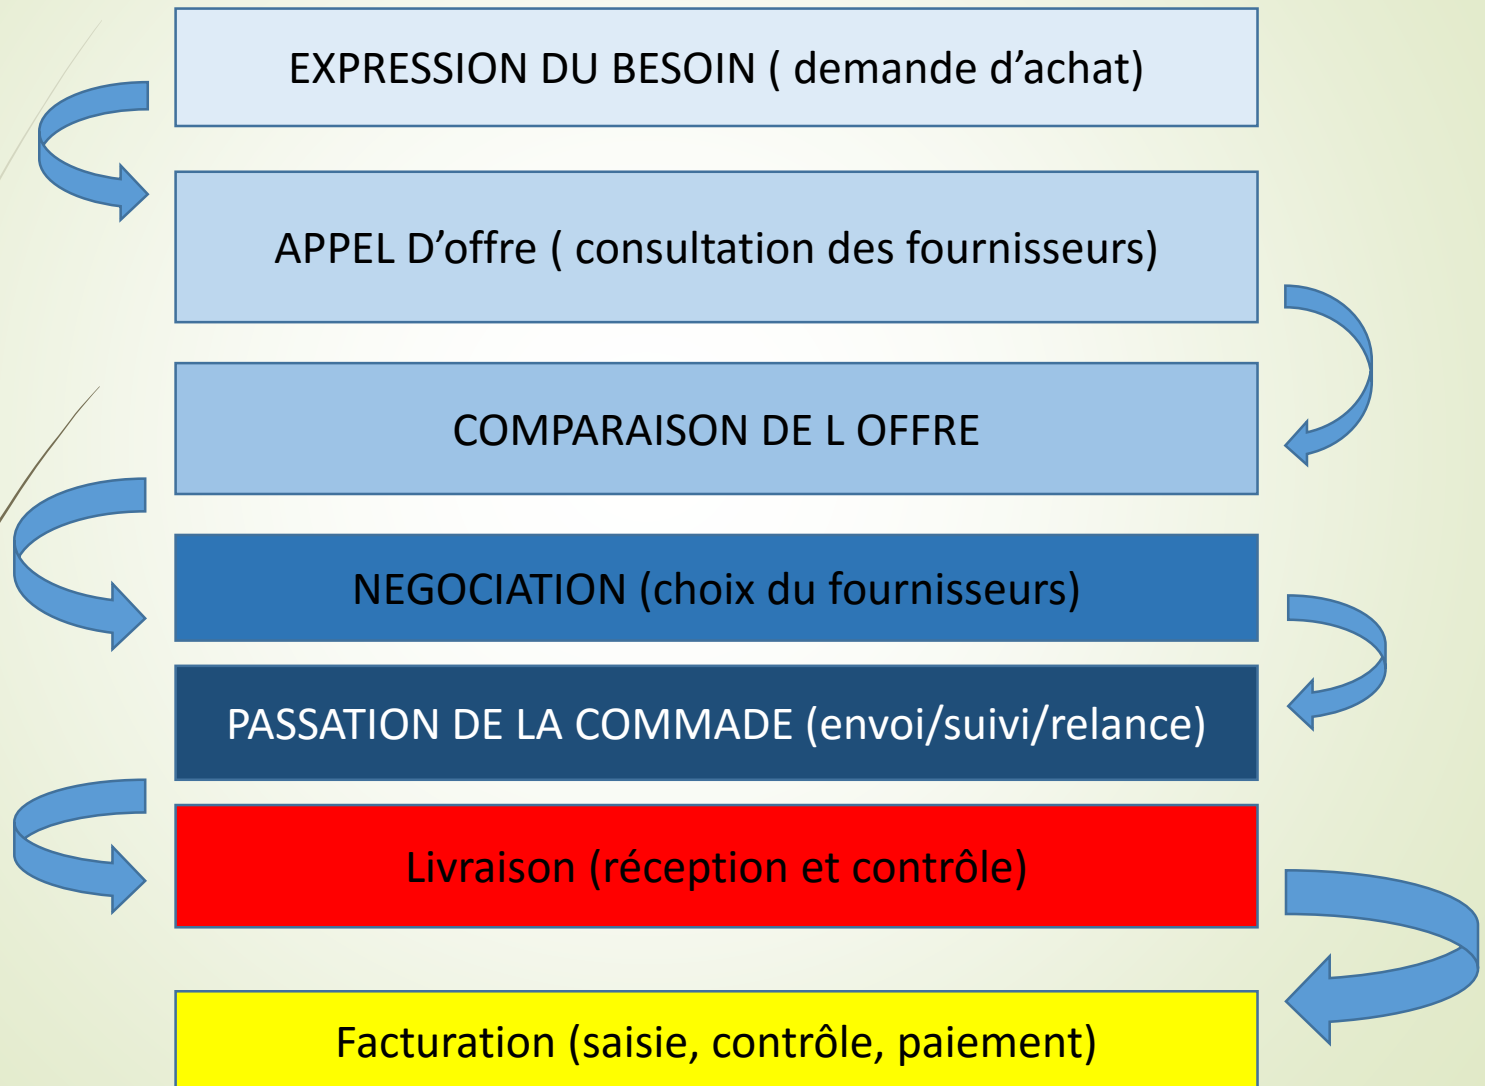 EXPRESSION DU BESOIN ( demande d’achat)
APPEL D’offre ( consultation des fournisseurs)
COMPARAISON DE L OFFRE
NEGOCIATION (choix du fournisseurs)
PASSATION DE LA COMMADE (envoi/suivi/relance)
Livraison (réception et contrôle)
Facturation (saisie, contrôle, paiement)